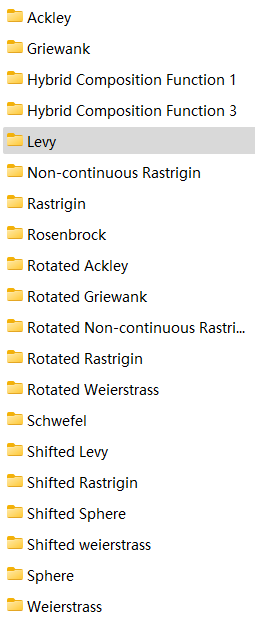 Ackley
Griewank
Hybrid Composition Function 1
Hybrid Composition Function 3
Levy
Non-continuous Rastrigin
Rastrigin
Rosenbrock
Rotated Ackley
Rotated Griewank
Rotated Non-continuous Rastri...
Rotated Rastrigin
Rotated Weierstrass
Schwefel
Shifted Levy
Shifted Rastrigin
Shifted Sphere
Shifted weierstrass
Sphere
Weierstrass